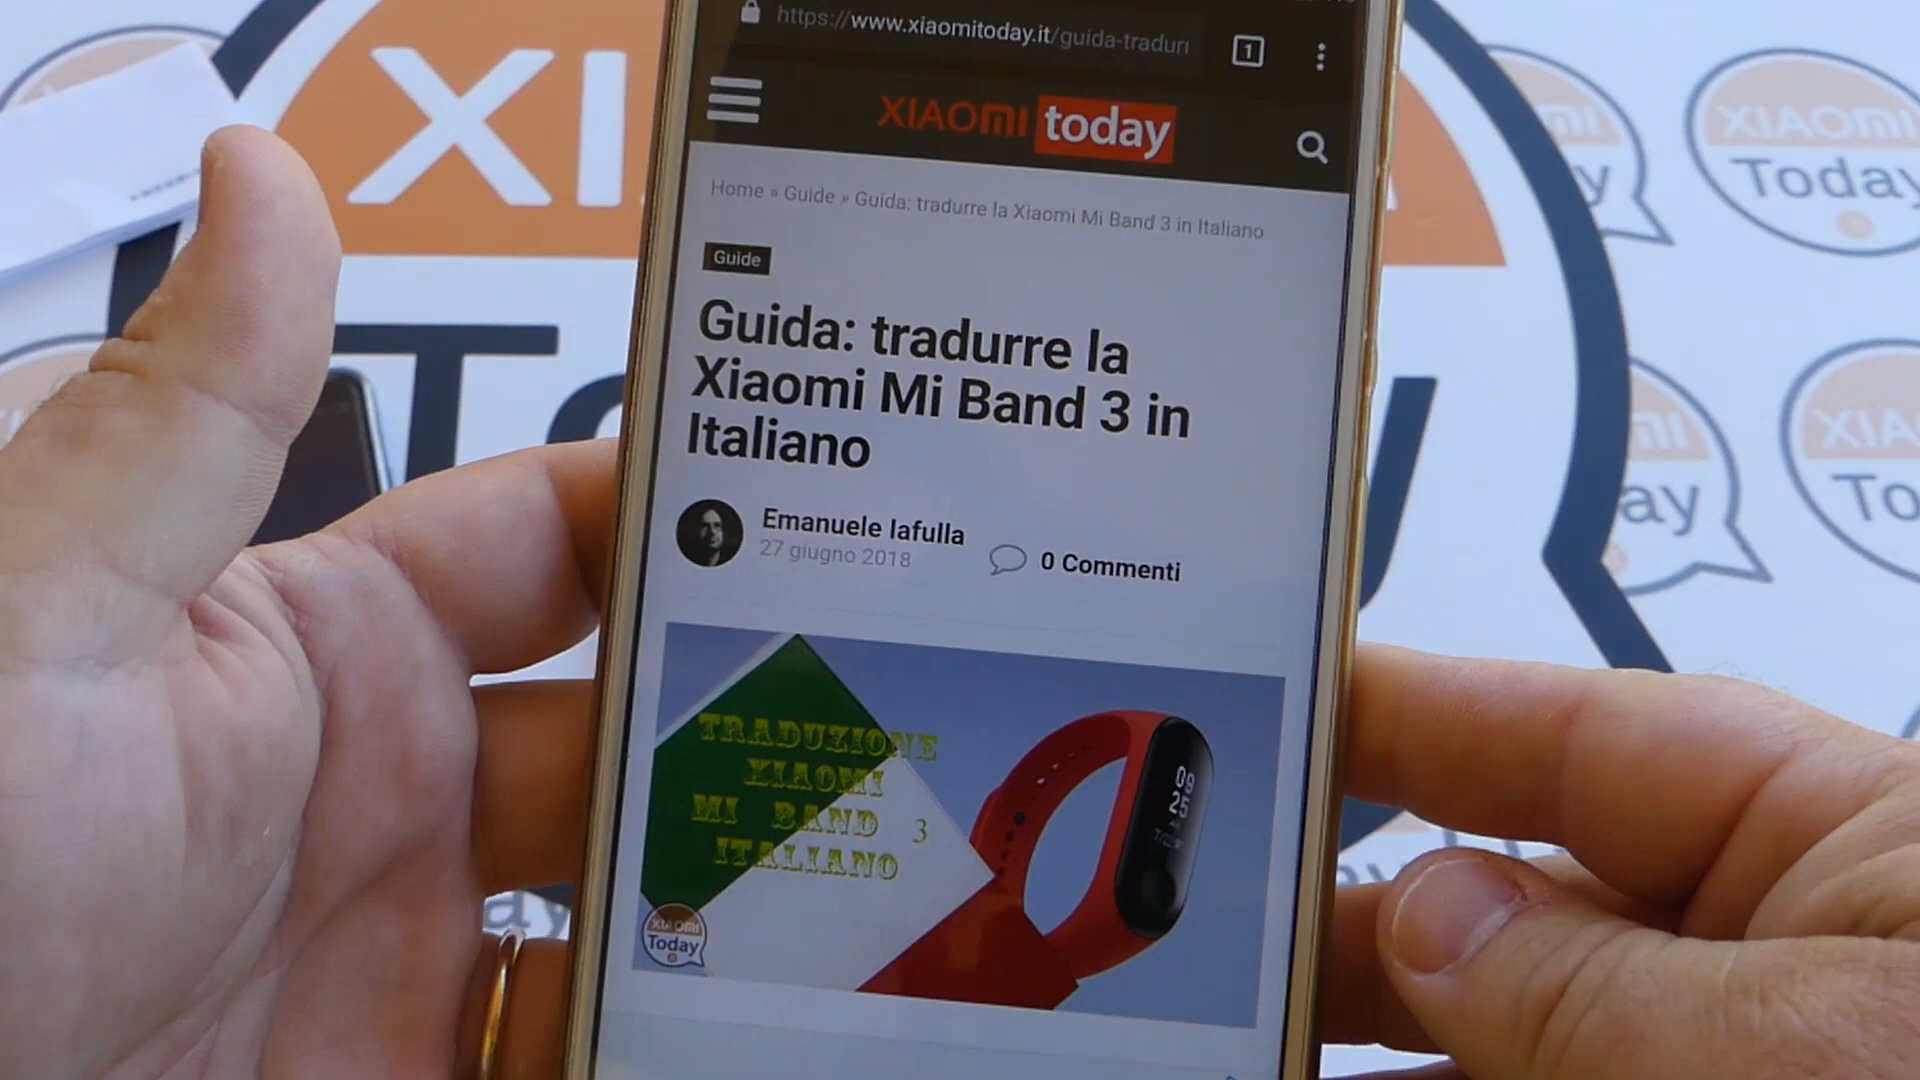 https://www.xiaomitoday.it/guida-tradurr
1
XIAOMI today
Home » Guide » Guida: tradurre la Xiaomi Mi Band 3 in Italiano
Guide
Guida: tradurre la
Xiaomi Mi Band 3 in
Italiano
Emanuele Iafulla
27 giugno 2018
0 Commenti
TRADUZIONE
XIAOMI
MI BAND 3
ITALIANO
08
25
XIAOMI
Today
XIAOMI
Today